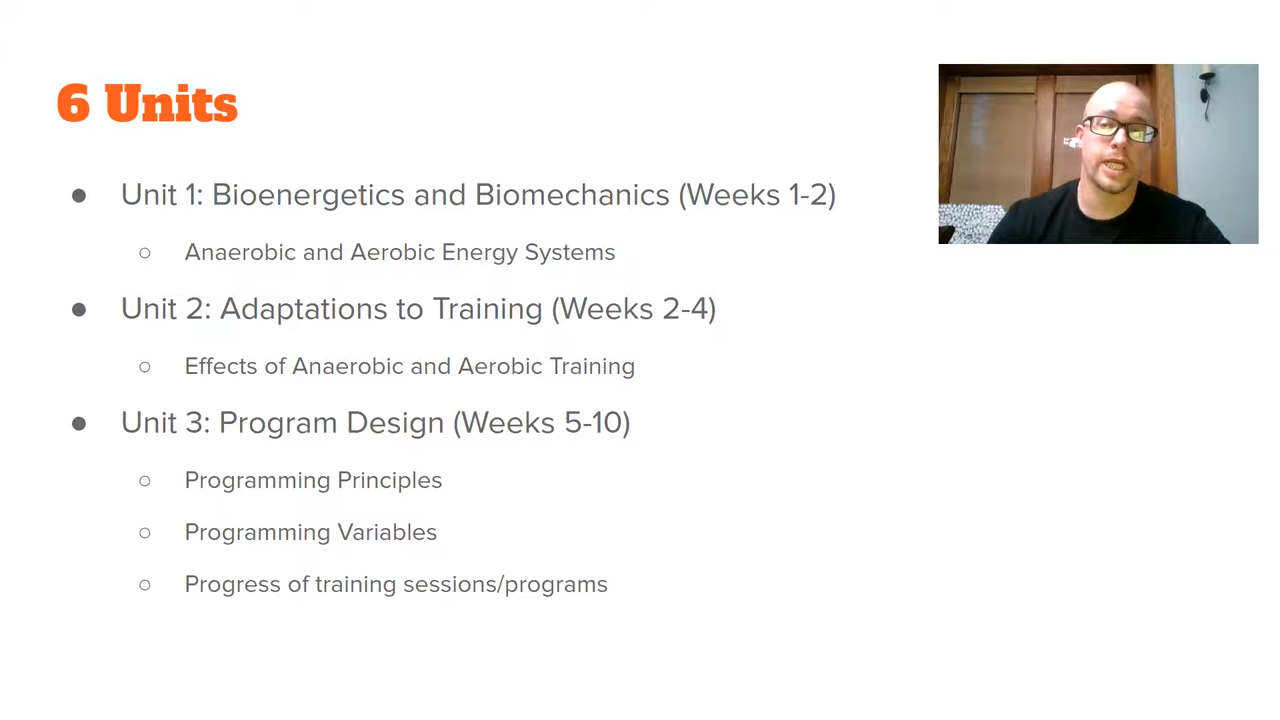 6 Units
● Unit 1: Bioenergetics and Biomechanics (Weeks 1-2)
○ Anaerobic and Aerobic Energy Systems
● Unit 2: Adaptations to Training (Weeks 2-4)
○ Effects of Anaerobic and Aerobic Training
● Unit 3: Program Design (Weeks 5-10)
○ Programming Principles
○ Programming Variables
○ Progress of training sessions/programs